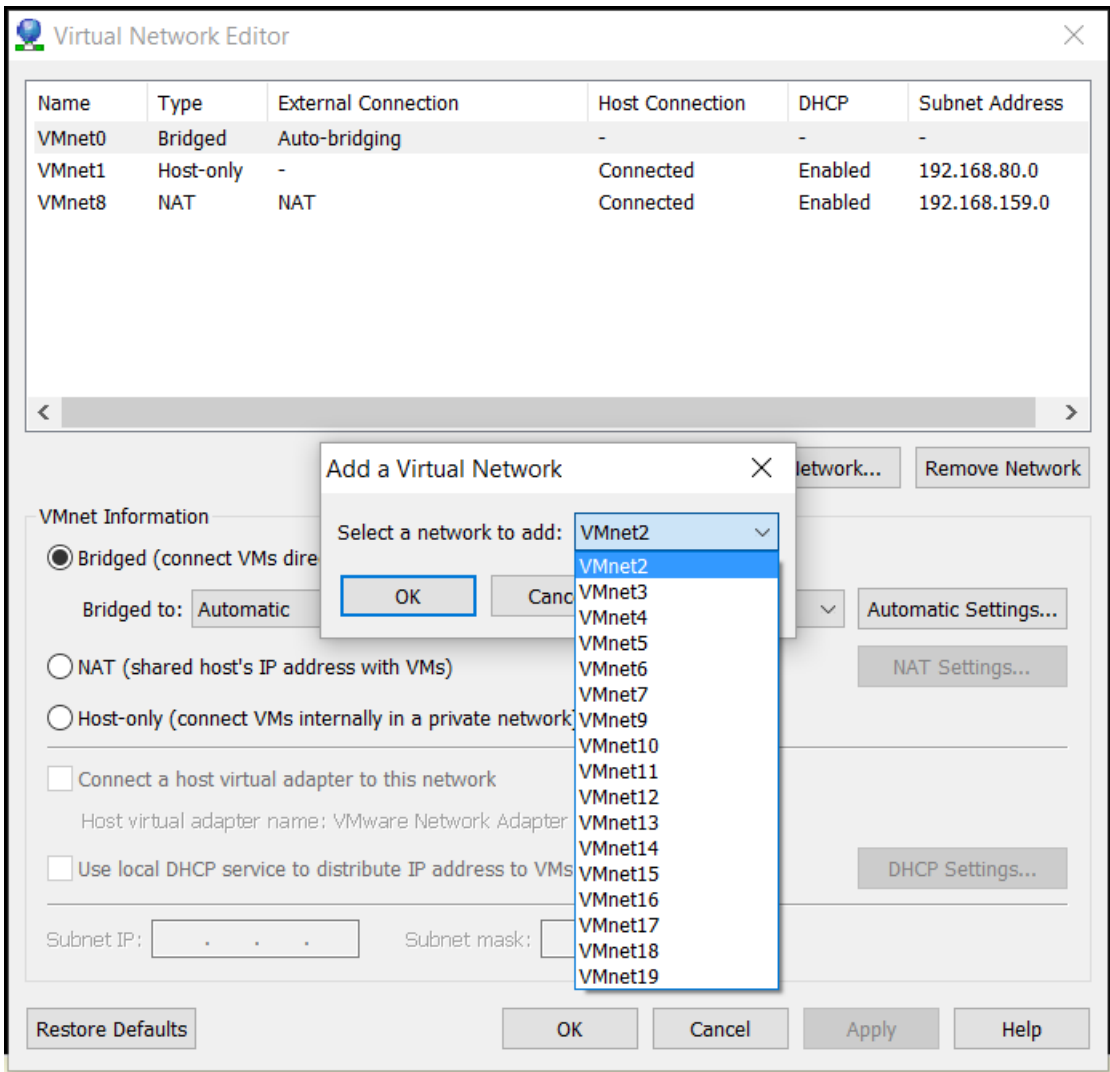 Virtual Network Editor
Name Type External Connection Host Connection DHCP Subnet Address
VMnet0 Bridged Auto-bridging - - -
VMnet1 Host-only - Connected Enabled 192.168.80.0
VMnet8 NAT NAT Connected Enabled 192.168.159.0
Add a Virtual Network
Remove Network
Select a network to add: VMnet2
VMnet2
VMnet3
VMnet4
VMnet5
VMnet6
VMnet7
VMnet9
VMnet10
VMnet11
VMnet12
VMnet13
VMnet14
VMnet15
VMnet16
VMnet17
VMnet18
VMnet19
OK
VMnet Information
Bridged (connect VMs
Bridged to: Automatic
Automatic Settings...
NAT (shared host's IP address with VMs)
NAT Settings...
Host-only (connect VMs internally in a private network)
Connect a host virtual adapter to this network
Host virtual adapter name: VMware Network Adapter
Use local DHCP service to distribute IP address to VMs
DHCP Settings...
Subnet IP: . . .
Subnet mask:
Restore Defaults OK Cancel Apply Help